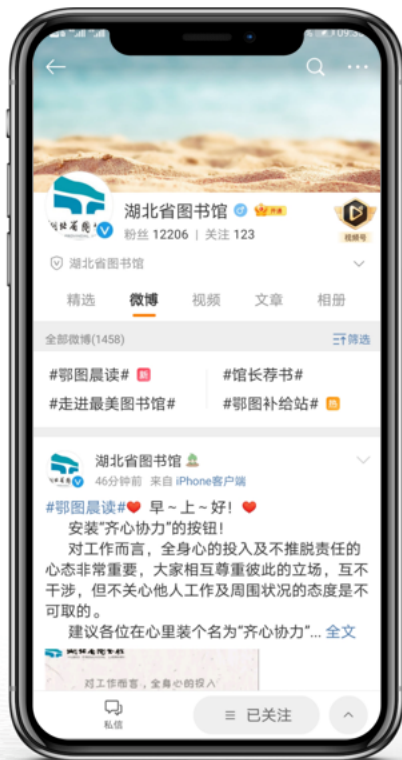 09:35
湖北省图书馆
粉丝 12206 | 关注 123
视频号
湖北省图书馆
精选 微博 视频 文章 相册
全部微博(1458)
筛选
#鄂图晨读# 新 #馆长荐书#
#走进最美图书馆# #鄂图补给站# 热
湖北省图书馆
46分钟前 来自 iPhone客户端
#鄂图晨读#❤ 早~上~好! ❤
安装“齐心协力”的按钮!
对工作而言，全身心的投入及不推脱责任的
心态非常重要，大家相互尊重彼此的立场，互不
干涉，但不关心他人工作及周围状况的态度是不
可取的。
建议各位在心里装个名为“齐心协力”... 全文
对工作而言，全身心的投入
私信
已关注